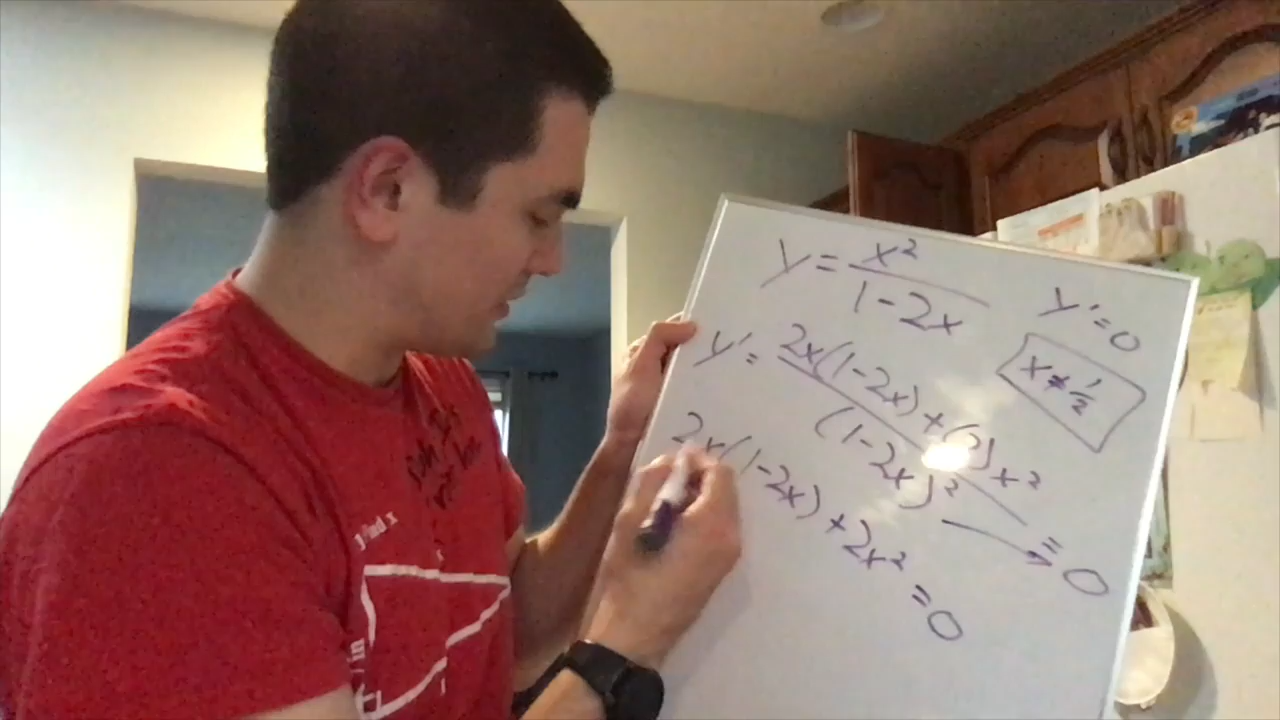 y = x² / (1-2x)
y' = 0
x ≠ 1/2
y' = (2x(1-2x) + (2)x²) / (1-2x)² = 0
2x(1-2x) + 2x² = 0
find x